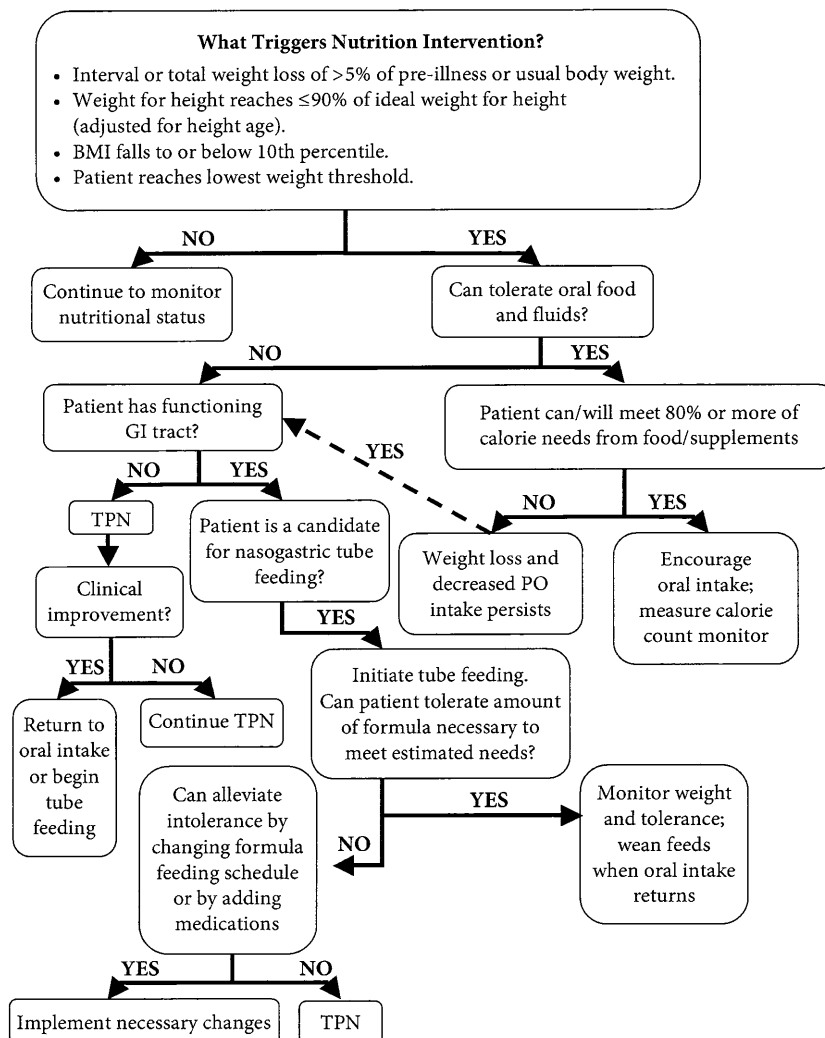 What Triggers Nutrition Intervention?
• Interval or total weight loss of >5% of pre-illness or usual body weight.
• Weight for height reaches ≤90% of ideal weight for height
(adjusted for height age).
• BMI falls to or below 10th percentile.
• Patient reaches lowest weight threshold.
NO
YES
Continue to monitor
nutritional status
Can tolerate oral food
and fluids?
NO
YES
Patient has functioning
GI tract?
Patient can/will meet 80% or more of
calorie needs from food/supplements
YES
NO
YES
NO
YES
TPN
Patient is a candidate
for nasogastric tube
feeding?
Weight loss and
decreased PO
intake persists
Encourage
oral intake;
measure calorie
count monitor
Clinical
improvement?
YES
YES
NO
Initiate tube feeding.
Can patient tolerate amount
of formula necessary to
meet estimated needs?
Return to
oral intake
or begin
tube
feeding
Continue TPN
Can alleviate
intolerance by
changing formula
feeding schedule
or by adding
medications
YES
NO
Monitor weight
and tolerance;
wean feeds
when oral intake
returns
YES
NO
Implement necessary changes
TPN